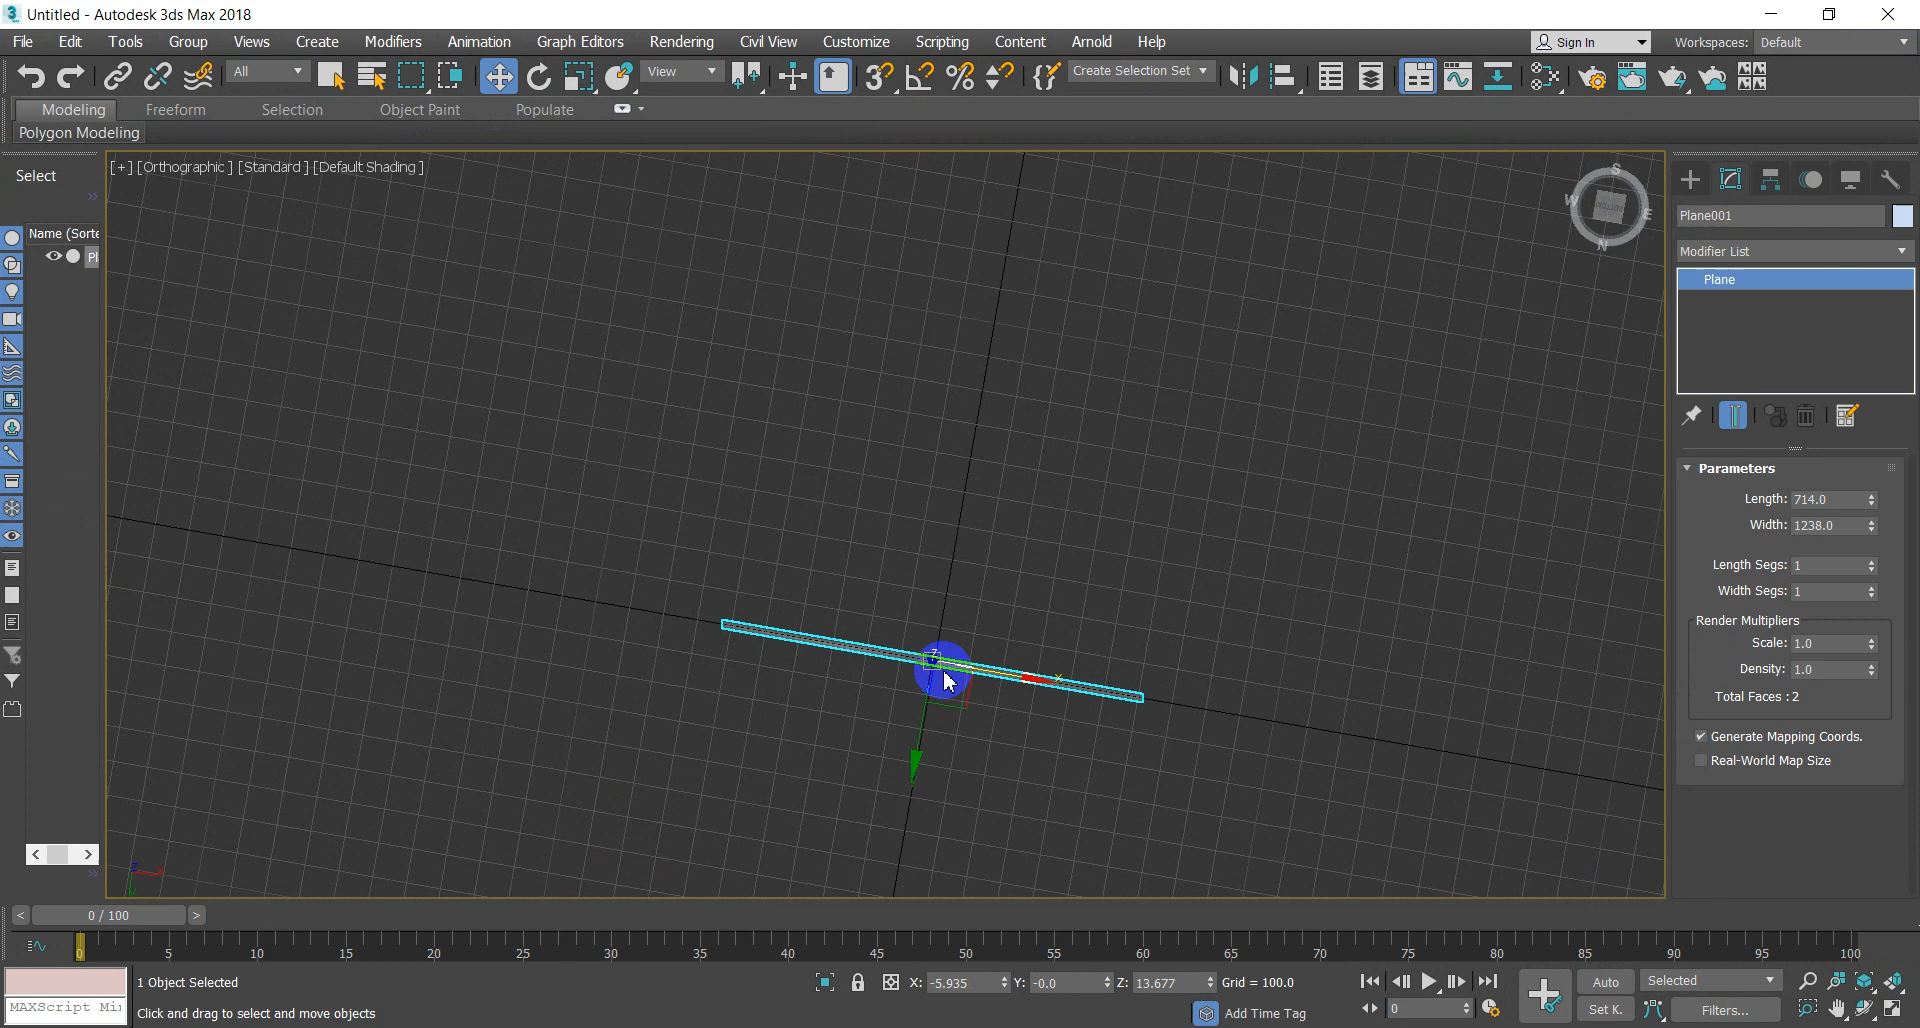 Untitled - Autodesk 3ds Max 2018
File Edit Tools Group Views Create Modifiers Animation Graph Editors Rendering Civil View Customize Scripting Content Arnold Help
Sign In Workspaces: Default
All View Create Selection Set
Modeling Freeform Selection Object Paint Populate
Polygon Modeling
Select
[+] [Orthographic ] [Standard ] [Default Shading ]
S
W E
BOTTOM
N
Plane001
Name (Sorte
Modifier List
Pl
Plane
Parameters
Length: 714.0
Width: 1238.0
Length Segs: 1
Width Segs: 1
Render Multipliers
Scale: 1.0
Density: 1.0
Total Faces : 2
Generate Mapping Coords.
Real-World Map Size
z
x
z
x
y
< >
< 0 / 100 >
0 5 10 15 20 25 30 35 40 45 50 55 60 65 70 75 80 85 90 95 100
1 Object Selected X: -5.935 Y: -0.0 Z: 13.677 Grid = 100.0
Auto Selected
MAXScript Mi
Click and drag to select and move objects
Add Time Tag
0
Set K. Filters...